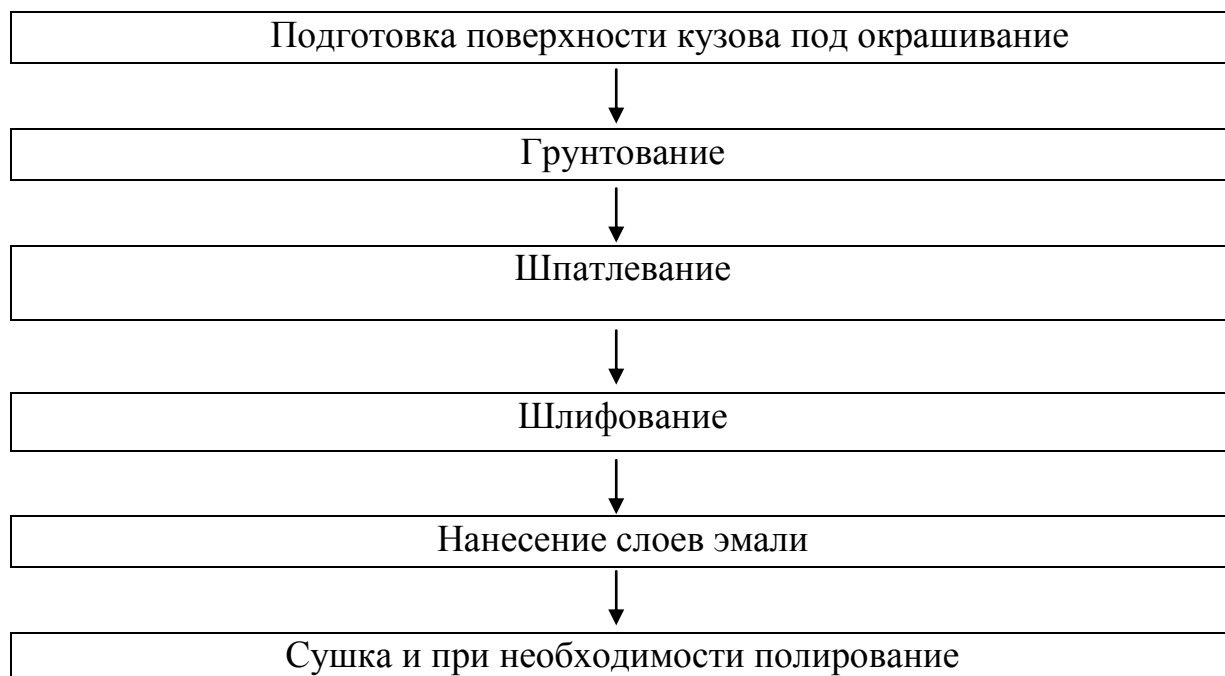 Подготовка поверхности кузова под окрашивание
Грунтование
Шпатлевание
Шлифование
Нанесение слоев эмали
Сушка и при необходимости полирование